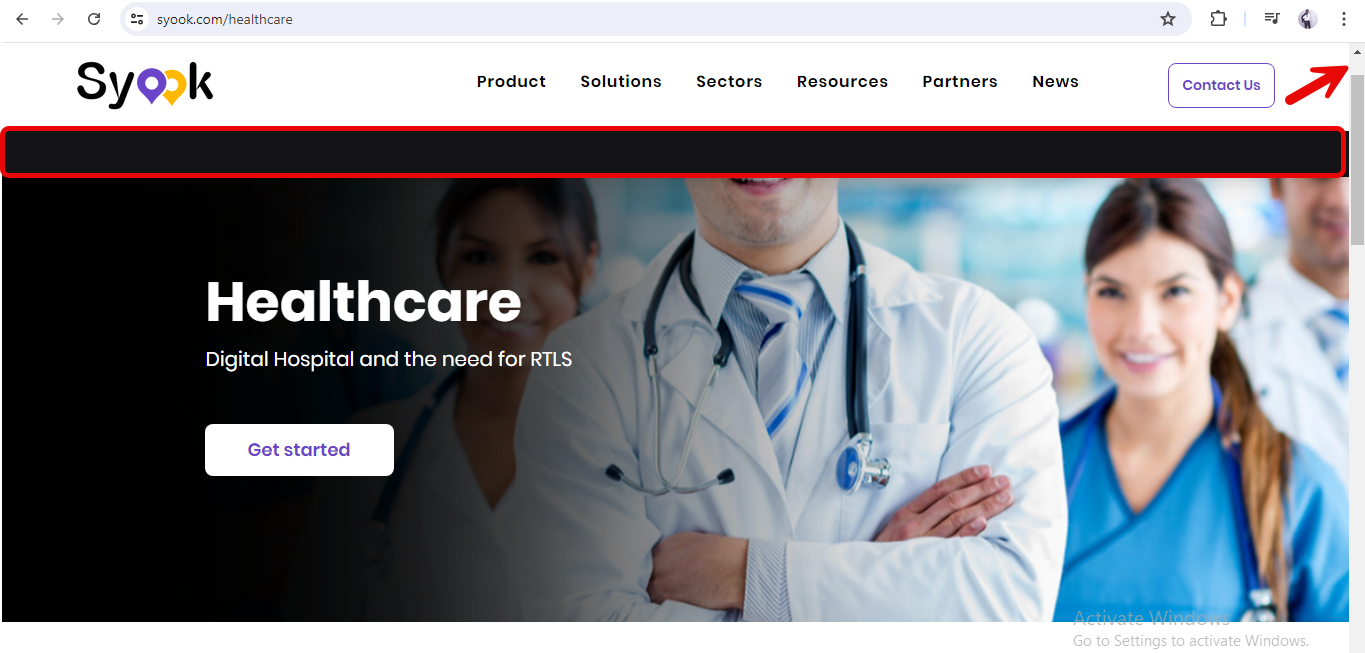 syook.com/healthcare
Syook
Product Solutions Sectors Resources Partners News Contact Us
Healthcare
Digital Hospital and the need for RTLS
Get started
Activate Windows
Go to Settings to activate Windows.